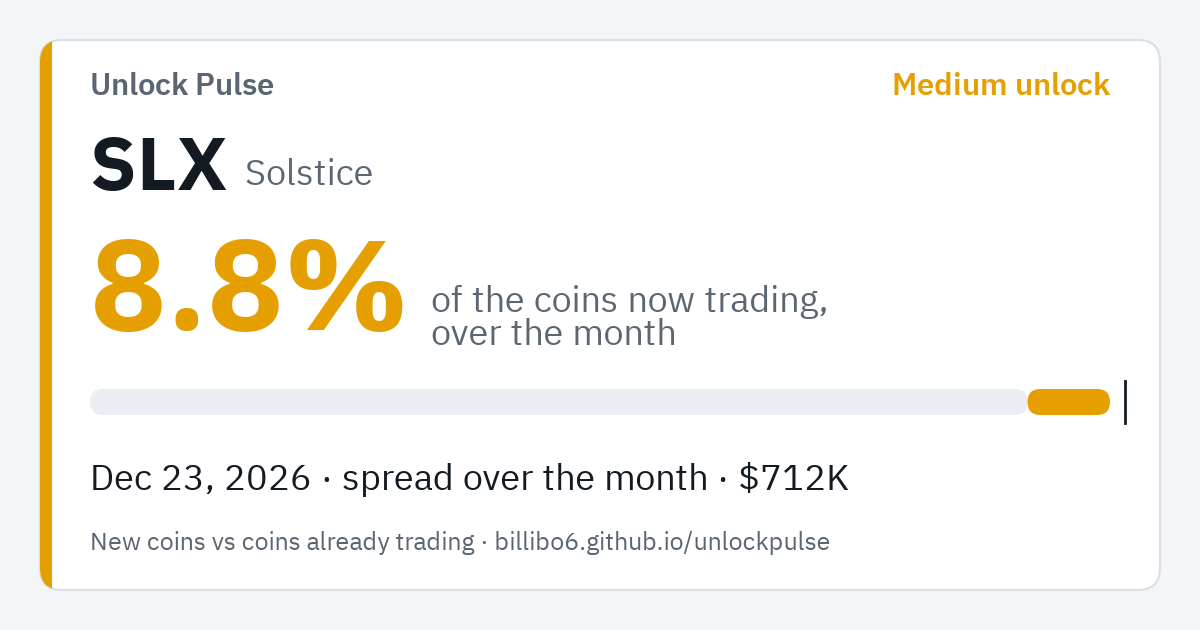 Unlock Pulse
Medium unlock
SLX Solstice
8.8% of the coins now trading,
over the month
Dec 23, 2026 · spread over the month · $712K
New coins vs coins already trading · billibo6.github.io/unlockpulse